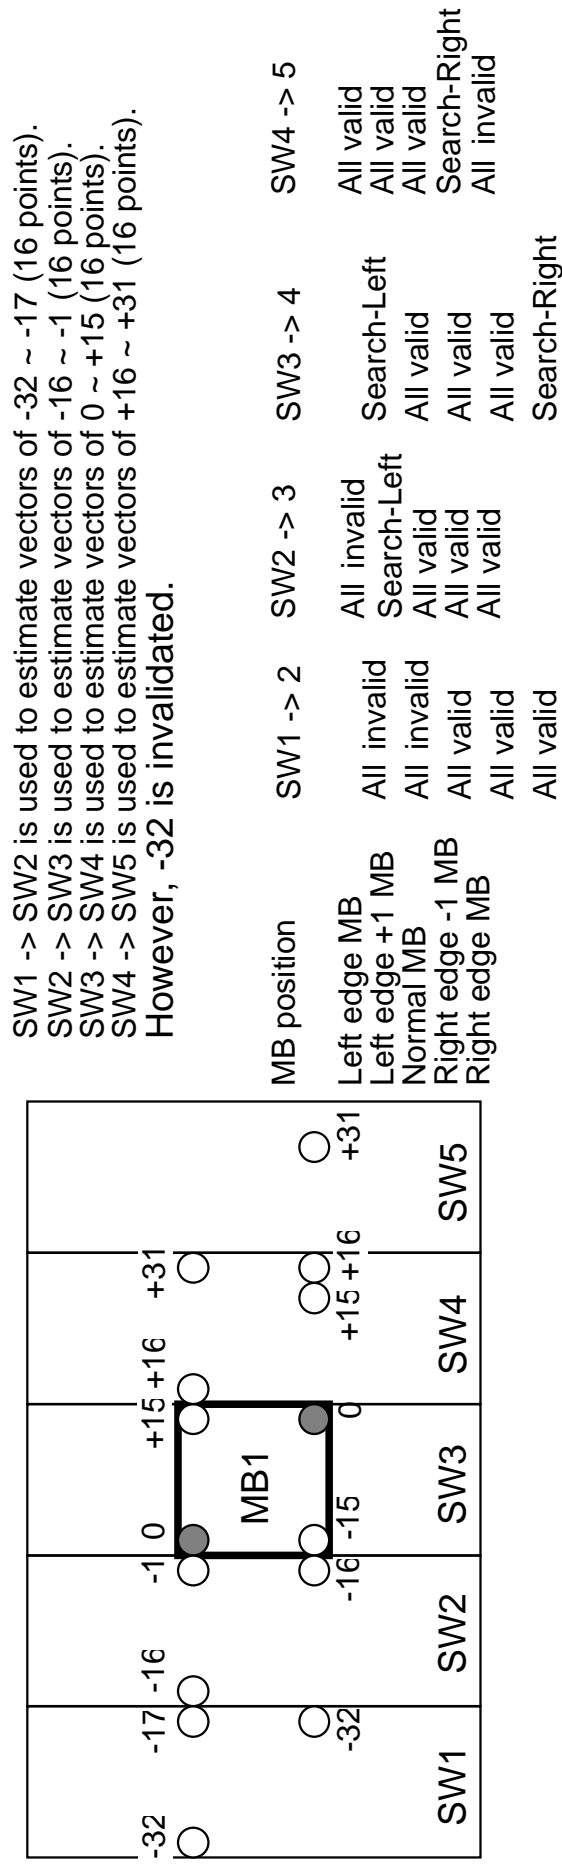 SW1 -> SW2 is used to estimate vectors of -32 ~ -17 (16 points).
SW2 -> SW3 is used to estimate vectors of -16 ~ -1 (16 points).
SW3 -> SW4 is used to estimate vectors of 0 ~ +15 (16 points).
SW4 -> SW5 is used to estimate vectors of +16 ~ +31 (16 points).
However, -32 is invalidated.
-32 -17 -16 -1 0 +15 +16 +31
MB1
-32 -16 -15 0 +15 +16 +31
SW1 SW2 SW3 SW4 SW5
MB position SW1 -> 2 SW2 -> 3 SW3 -> 4 SW4 -> 5
Left edge MB All invalid All invalid Search-Left All valid
Left edge +1 MB All invalid Search-Left All valid All valid
Normal MB All valid All valid All valid All valid
Right edge -1 MB All valid All valid All valid Search-Right
Right edge MB All valid All valid Search-Right All invalid